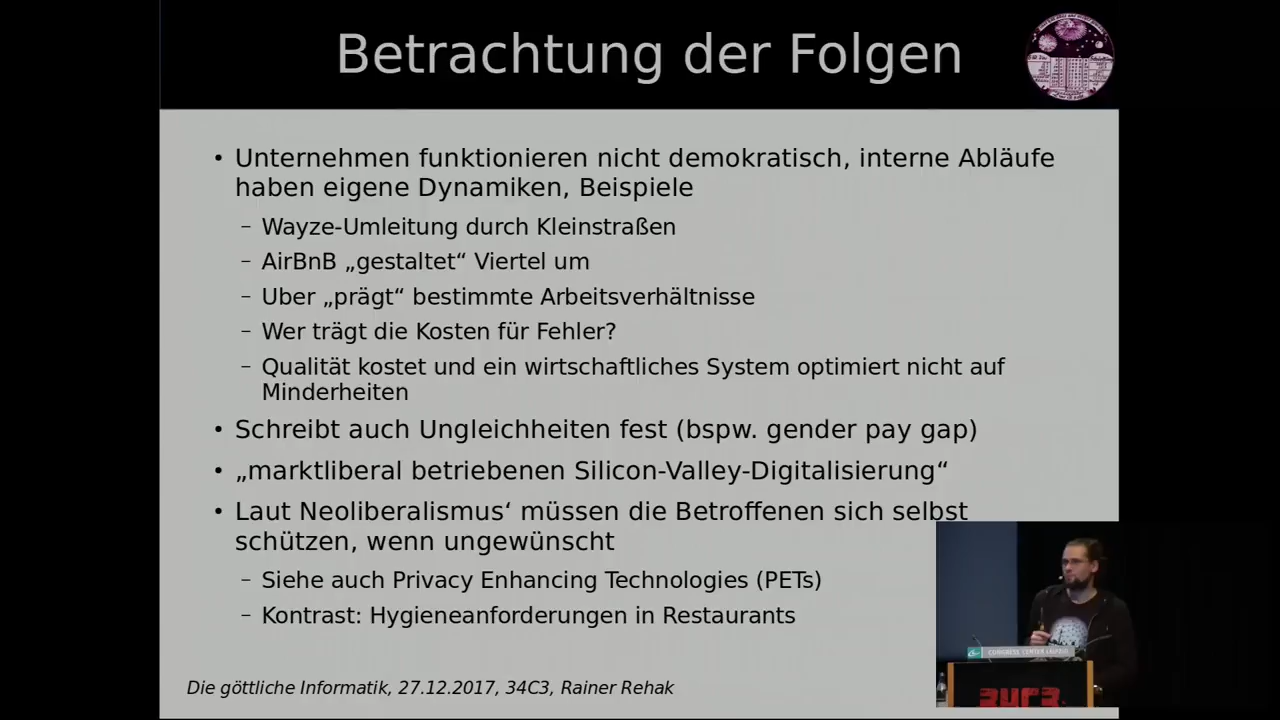 Betrachtung der Folgen
• Unternehmen funktionieren nicht demokratisch, interne Abläufe
haben eigene Dynamiken, Beispiele
– Wayze-Umleitung durch Kleinstraßen
– AirBnB „gestaltet“ Viertel um
– Uber „prägt“ bestimmte Arbeitsverhältnisse
– Wer trägt die Kosten für Fehler?
– Qualität kostet und ein wirtschaftliches System optimiert nicht auf
Minderheiten
• Schreibt auch Ungleichheiten fest (bspw. gender pay gap)
• „marktliberal betriebenen Silicon-Valley-Digitalisierung“
• Laut Neoliberalismus‘ müssen die Betroffenen sich selbst
schützen, wenn ungewünscht
– Siehe auch Privacy Enhancing Technologies (PETs)
– Kontrast: Hygieneanforderungen in Restaurants
Die göttliche Informatik, 27.12.2017, 34C3, Rainer Rehak
CONGRESS CENTER LEIPZIG
34C3